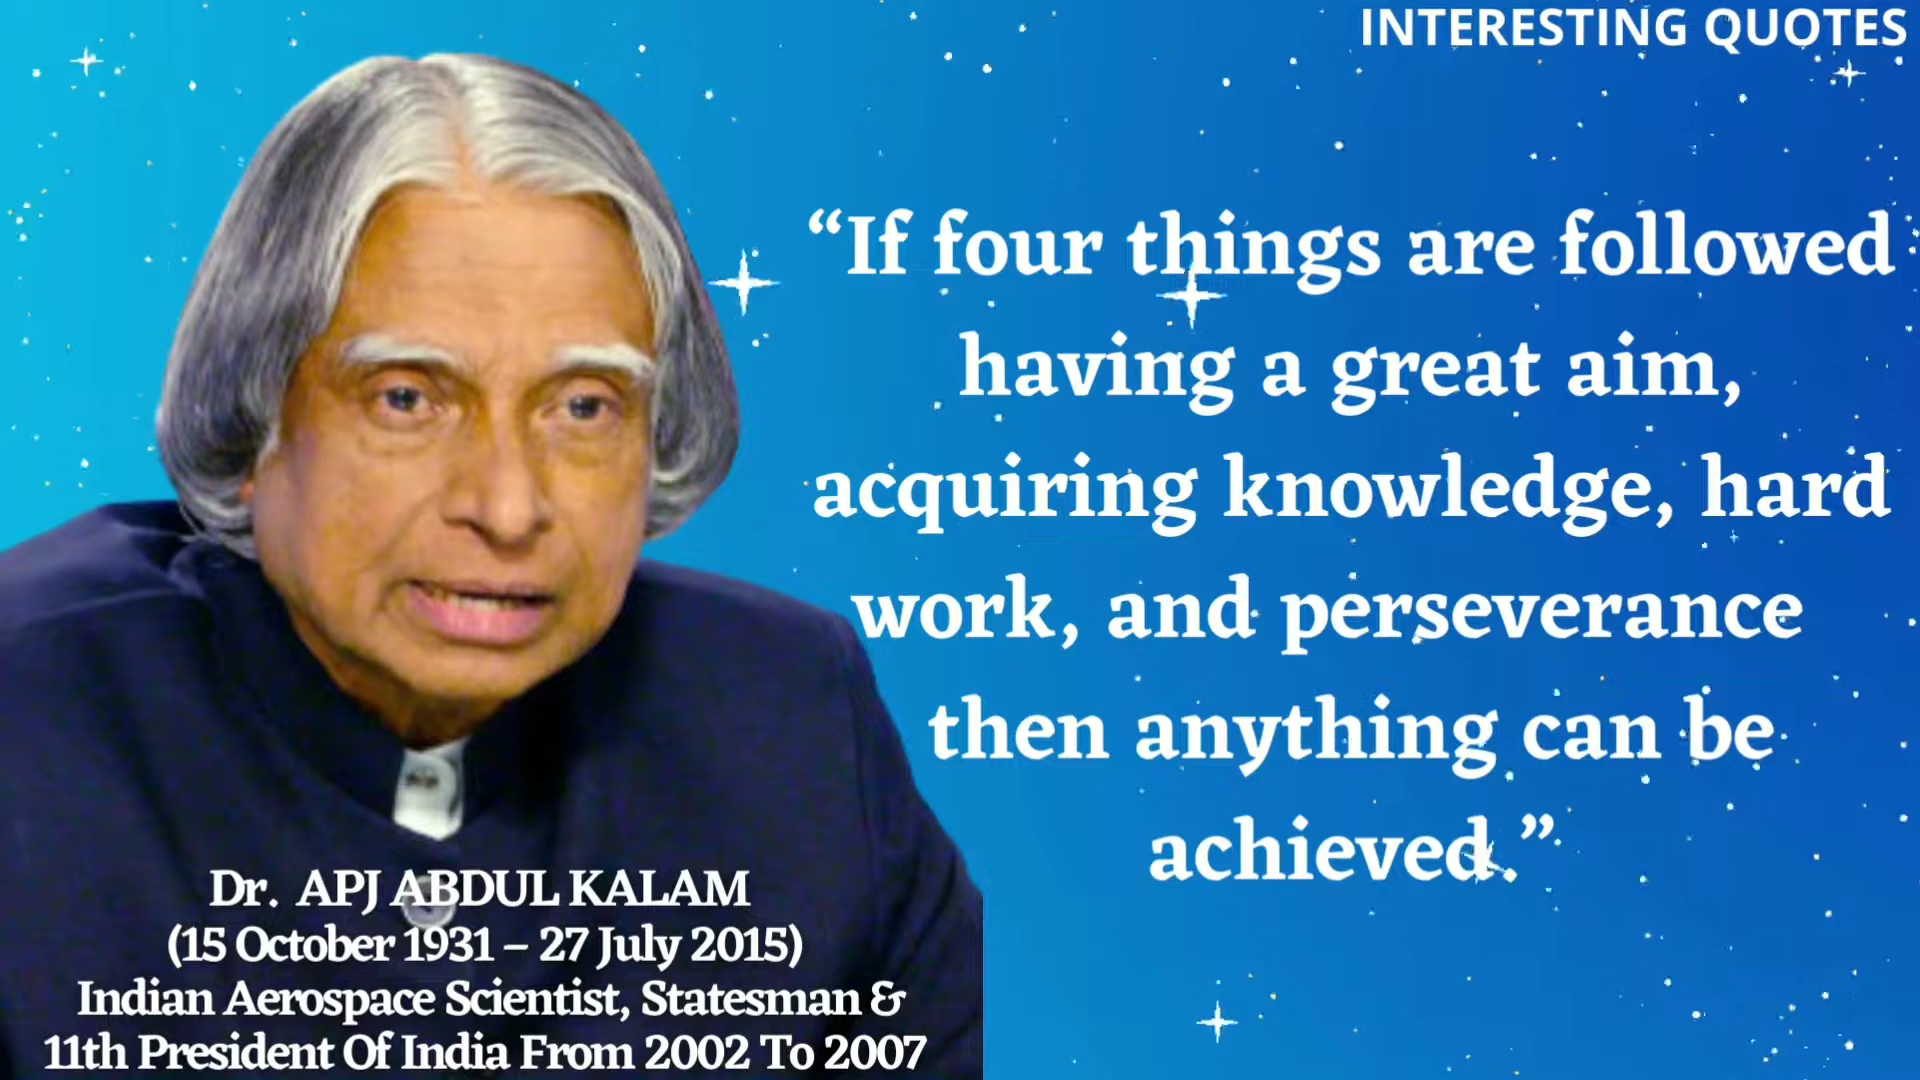 INTERESTING QUOTES
“If four things are followed
having a great aim,
acquiring knowledge, hard
work, and perseverance
then anything can be
achieved.”
Dr. APJ ABDUL KALAM
(15 October 1931 – 27 July 2015)
Indian Aerospace Scientist, Statesman &
11th President Of India From 2002 To 2007